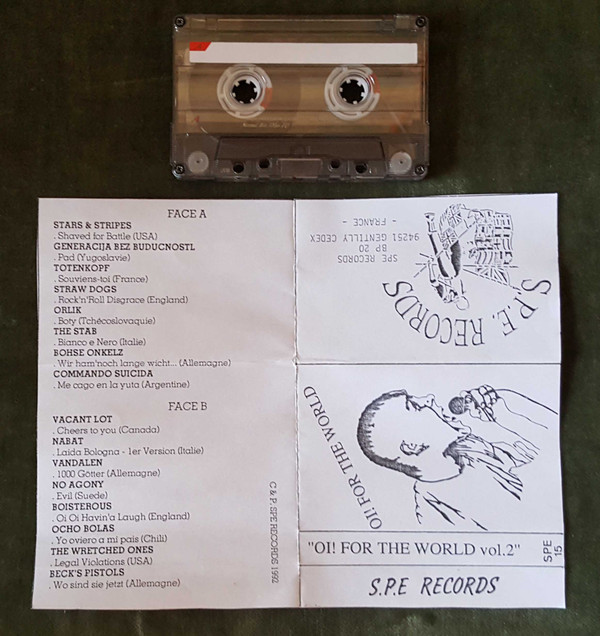 FACE A
STARS & STRIPES
. Shaved for Battle (USA)
GENERACIJA BEZ BUDUCNOSTL
. Pad (Yugoslavie)
TOTENKOPF
. Souviens-toi (France)
STRAW DOGS
. Rock'n'Roll Disgrace (England)
ORLIK
. Boty (Tchécoslovaquie)
THE STAB
. Bianco e Nero (Italie)
BOHSE ONKELZ
. Wir ham'noch lange wicht... (Allemagne)
COMMANDO SUICIDA
. Me cago en la yuta (Argentine)
FACE B
VACANT LOT
. Cheers to you (Canada)
NABAT
. Laida Bologna - 1er Version (Italie)
VANDALEN
. 1000 Götter (Allemagne)
NO AGONY
. Evil (Suede)
BOISTEROUS
. Oi Oi Havin'a Laugh (England)
OCHO BOLAS
. Yo oviero a mi pais (Chili)
THE WRETCHED ONES
. Legal Violations (USA)
BECK'S PISTOLS
. Wo sind sie jetzt (Allemagne)
C & P. SPE RECORDS 1992
SPE RECORDS
BP 20
94251 GENTILLY CEDEX
- FRANCE -
S.P.E. RECORDS
OI! FOR THE WORLD
"OI! FOR THE WORLD vol.2"
SPE
15
S.P.E RECORDS